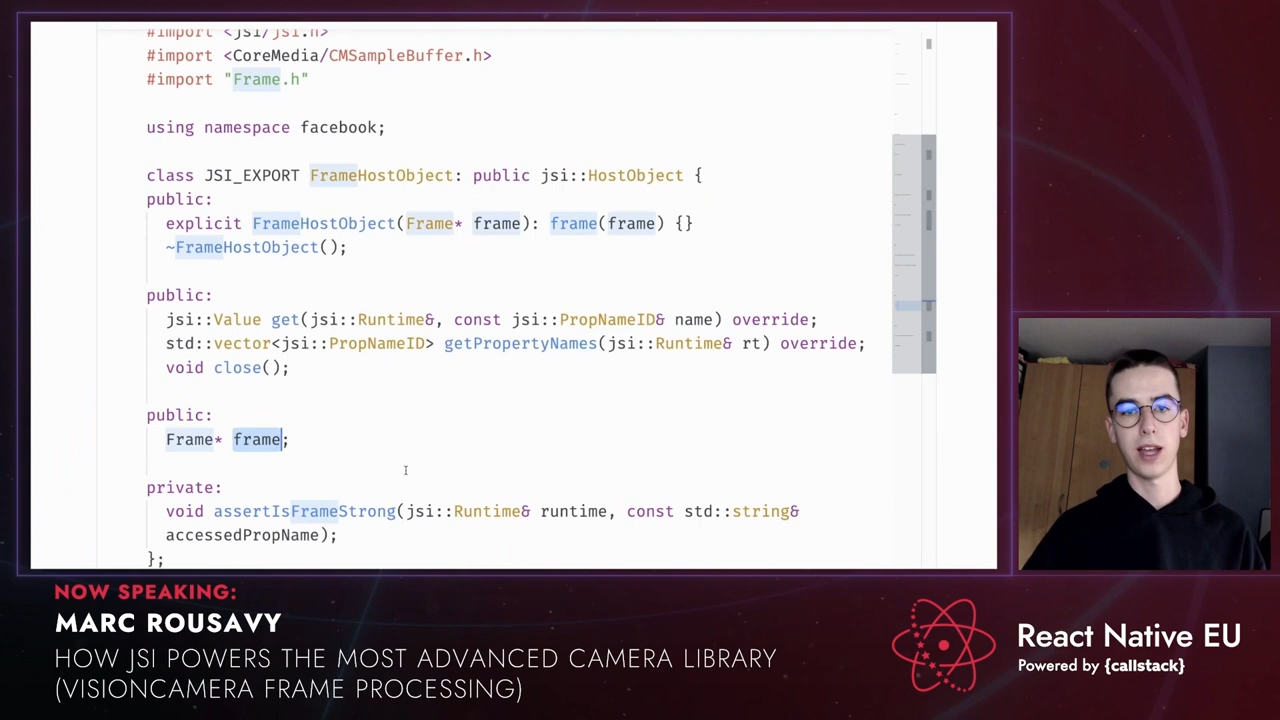 #import <jsi/jsi.h>
#import <CoreMedia/CMSampleBuffer.h>
#import "Frame.h"
using namespace facebook;
class JSI_EXPORT FrameHostObject: public jsi::HostObject {
public:
explicit FrameHostObject(Frame* frame): frame(frame) {}
~FrameHostObject();
public:
jsi::Value get(jsi::Runtime&, const jsi::PropNameID& name) override;
std::vector<jsi::PropNameID> getPropertyNames(jsi::Runtime& rt) override;
void close();
public:
Frame* frame;
private:
void assertIsFrameStrong(jsi::Runtime& runtime, const std::string&
accessedPropName);
};
NOW SPEAKING:
MARC ROUSAVY
HOW JSI POWERS THE MOST ADVANCED CAMERA LIBRARY
(VISIONCAMERA FRAME PROCESSING)
React Native EU
Powered by {callstack}